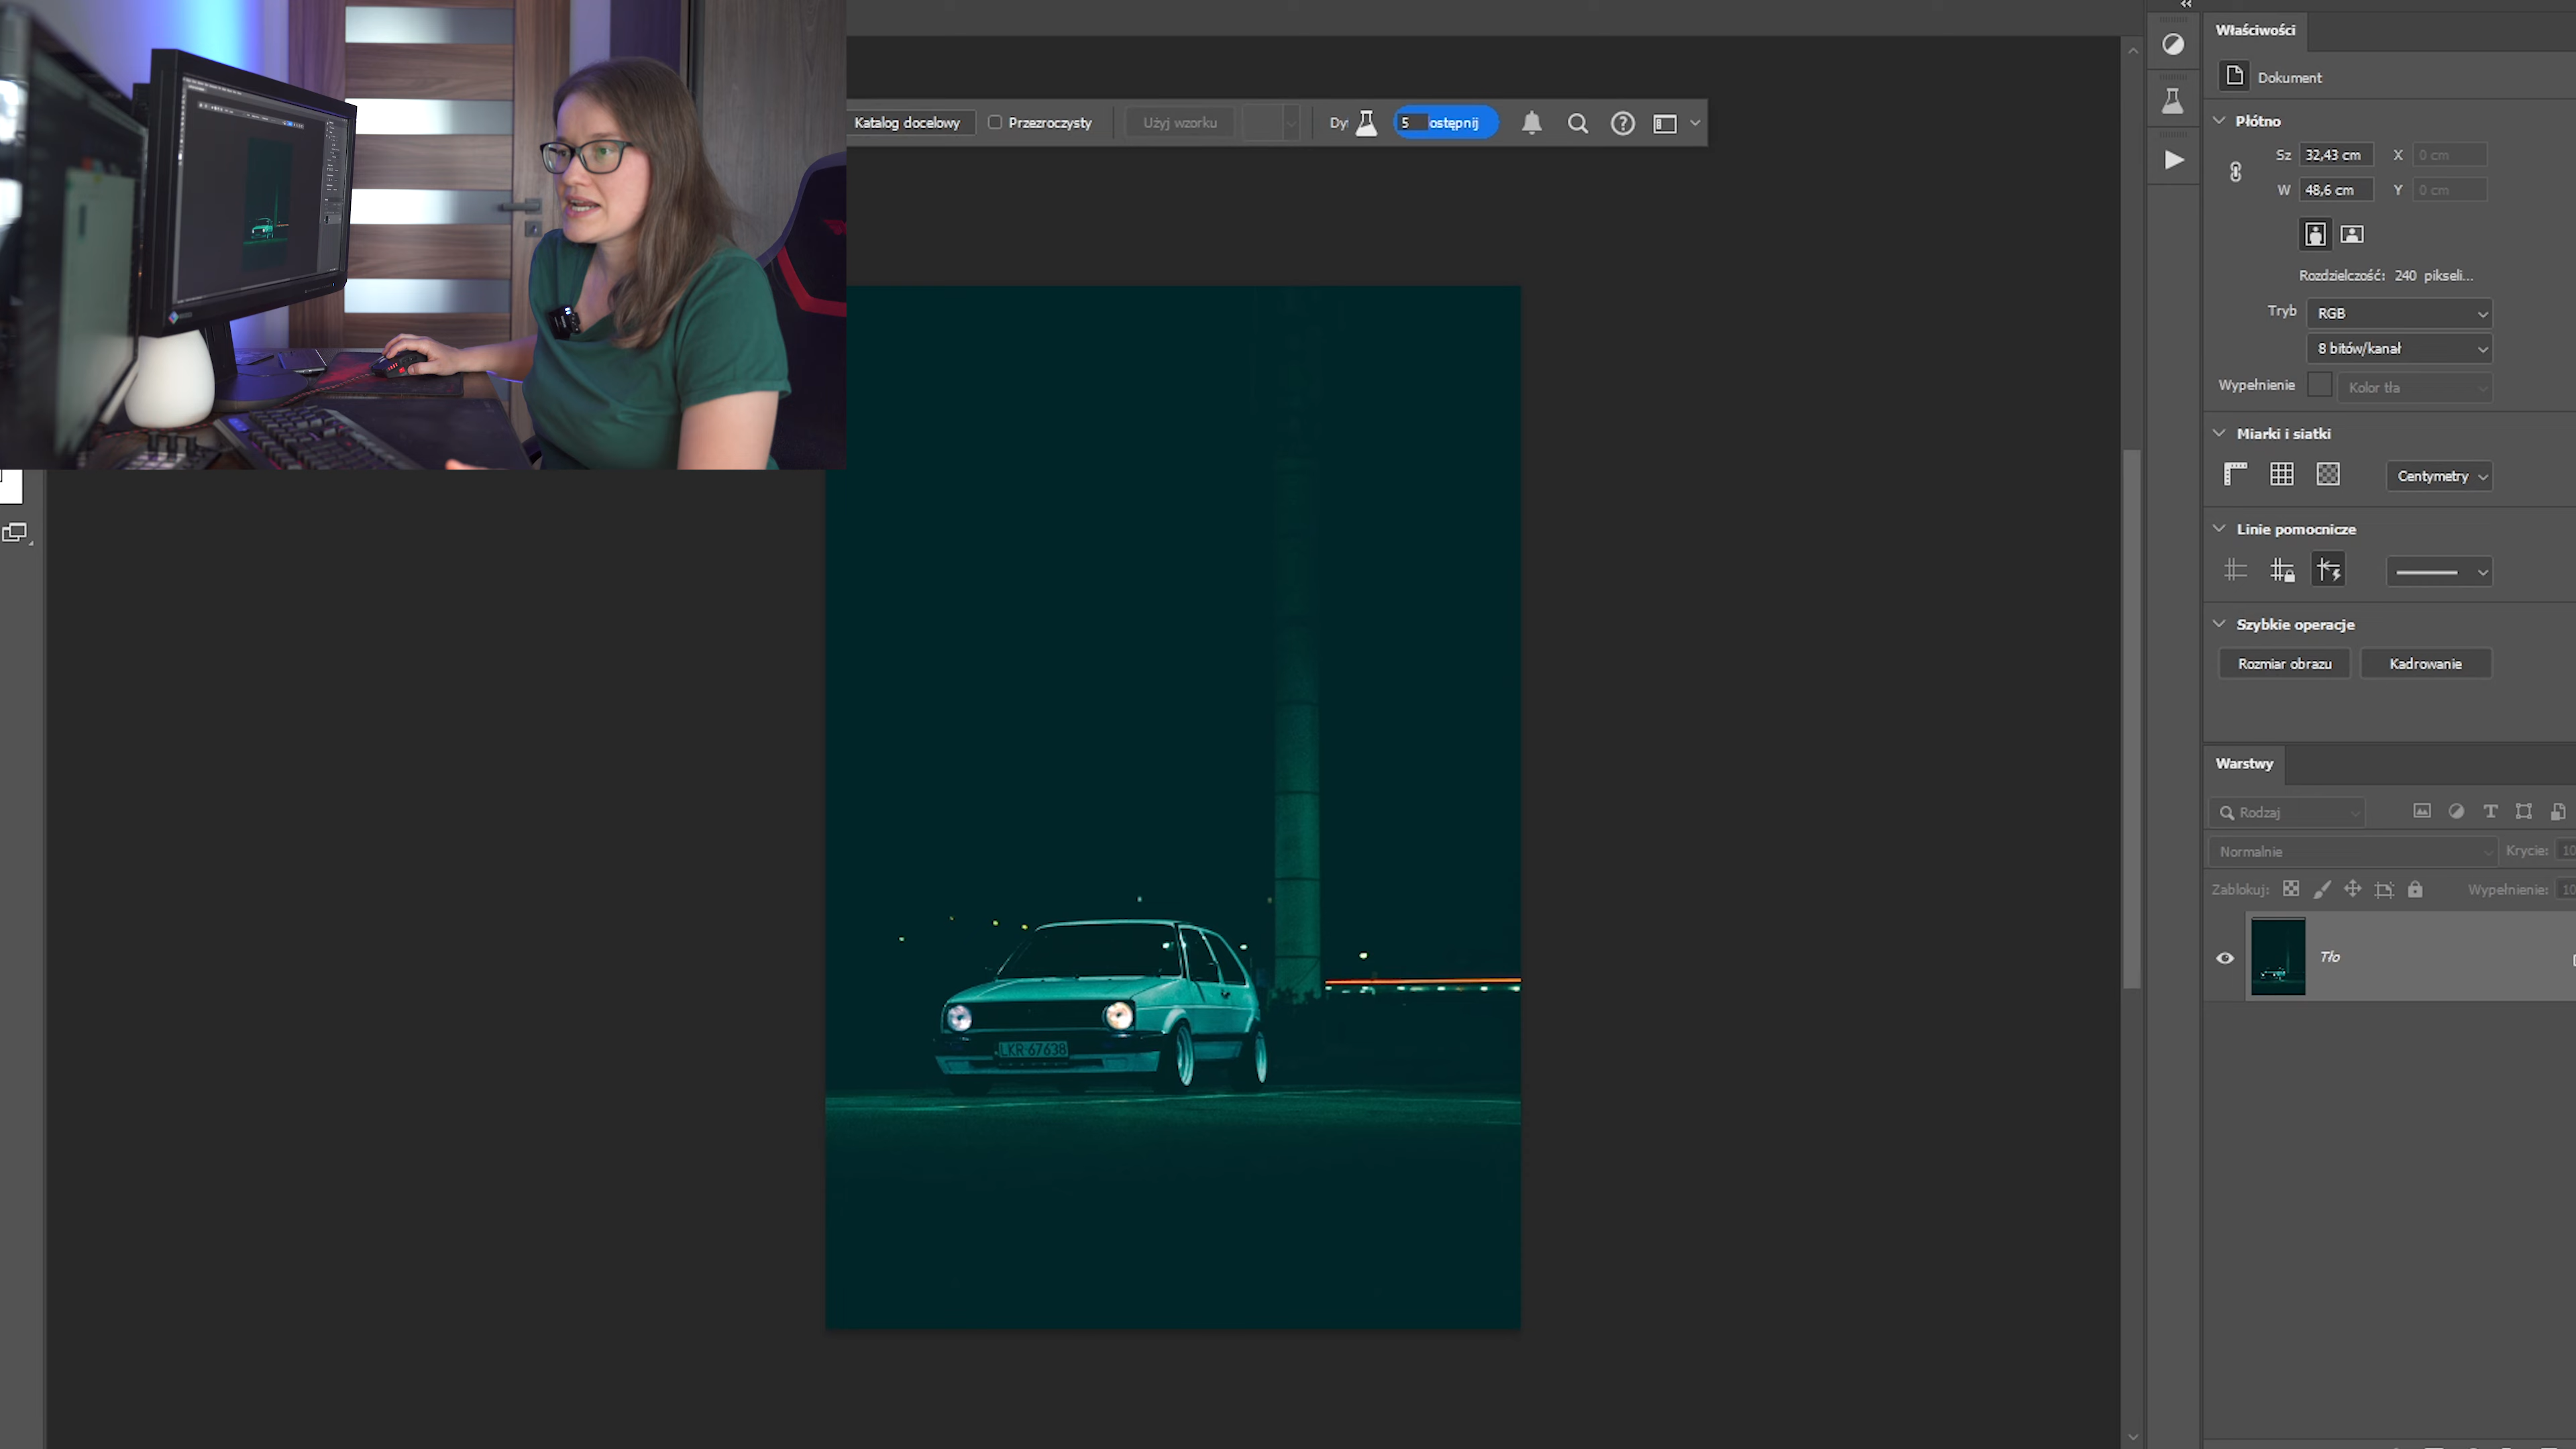 Katalog docelowy
Przezroczysty
Użyj wzorku
Dy
5
ostępnij
Właściwości
Dokument
Płótno
Sz 32,43 cm X 0 cm
W 48,6 cm Y 0 cm
Rozdzielczość: 240 pikseli...
Tryb RGB
8 bitów/kanał
Wypełnienie Kolor tła
Miarki i siatki
Centymetry
Linie pomocnicze
Szybkie operacje
Rozmiar obrazu Kadrowanie
Warstwy
Rodzaj
Normalnie Krycie: 10
Zablokuj: Wypełnienie: 10
Tło
LKR 67638